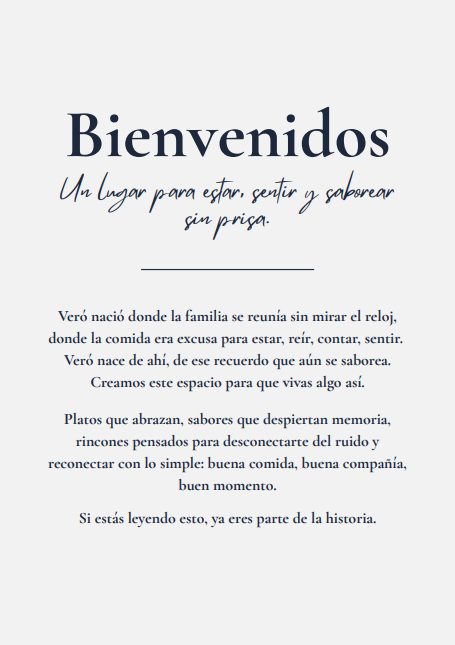 Bienvenidos
Un Lugar para estar, sentir y saborear
sin prisa.
Veró nació donde la familia se reunía sin mirar el reloj,
donde la comida era excusa para estar, reír, contar, sentir.
Veró nace de ahí, de ese recuerdo que aún se saborea.
Creamos este espacio para que vivas algo así.
Platos que abrazan, sabores que despiertan memoria,
rincones pensados para desconectarte del ruido y
reconectar con lo simple: buena comida, buena compañía,
buen momento.
Si estás leyendo esto, ya eres parte de la historia.